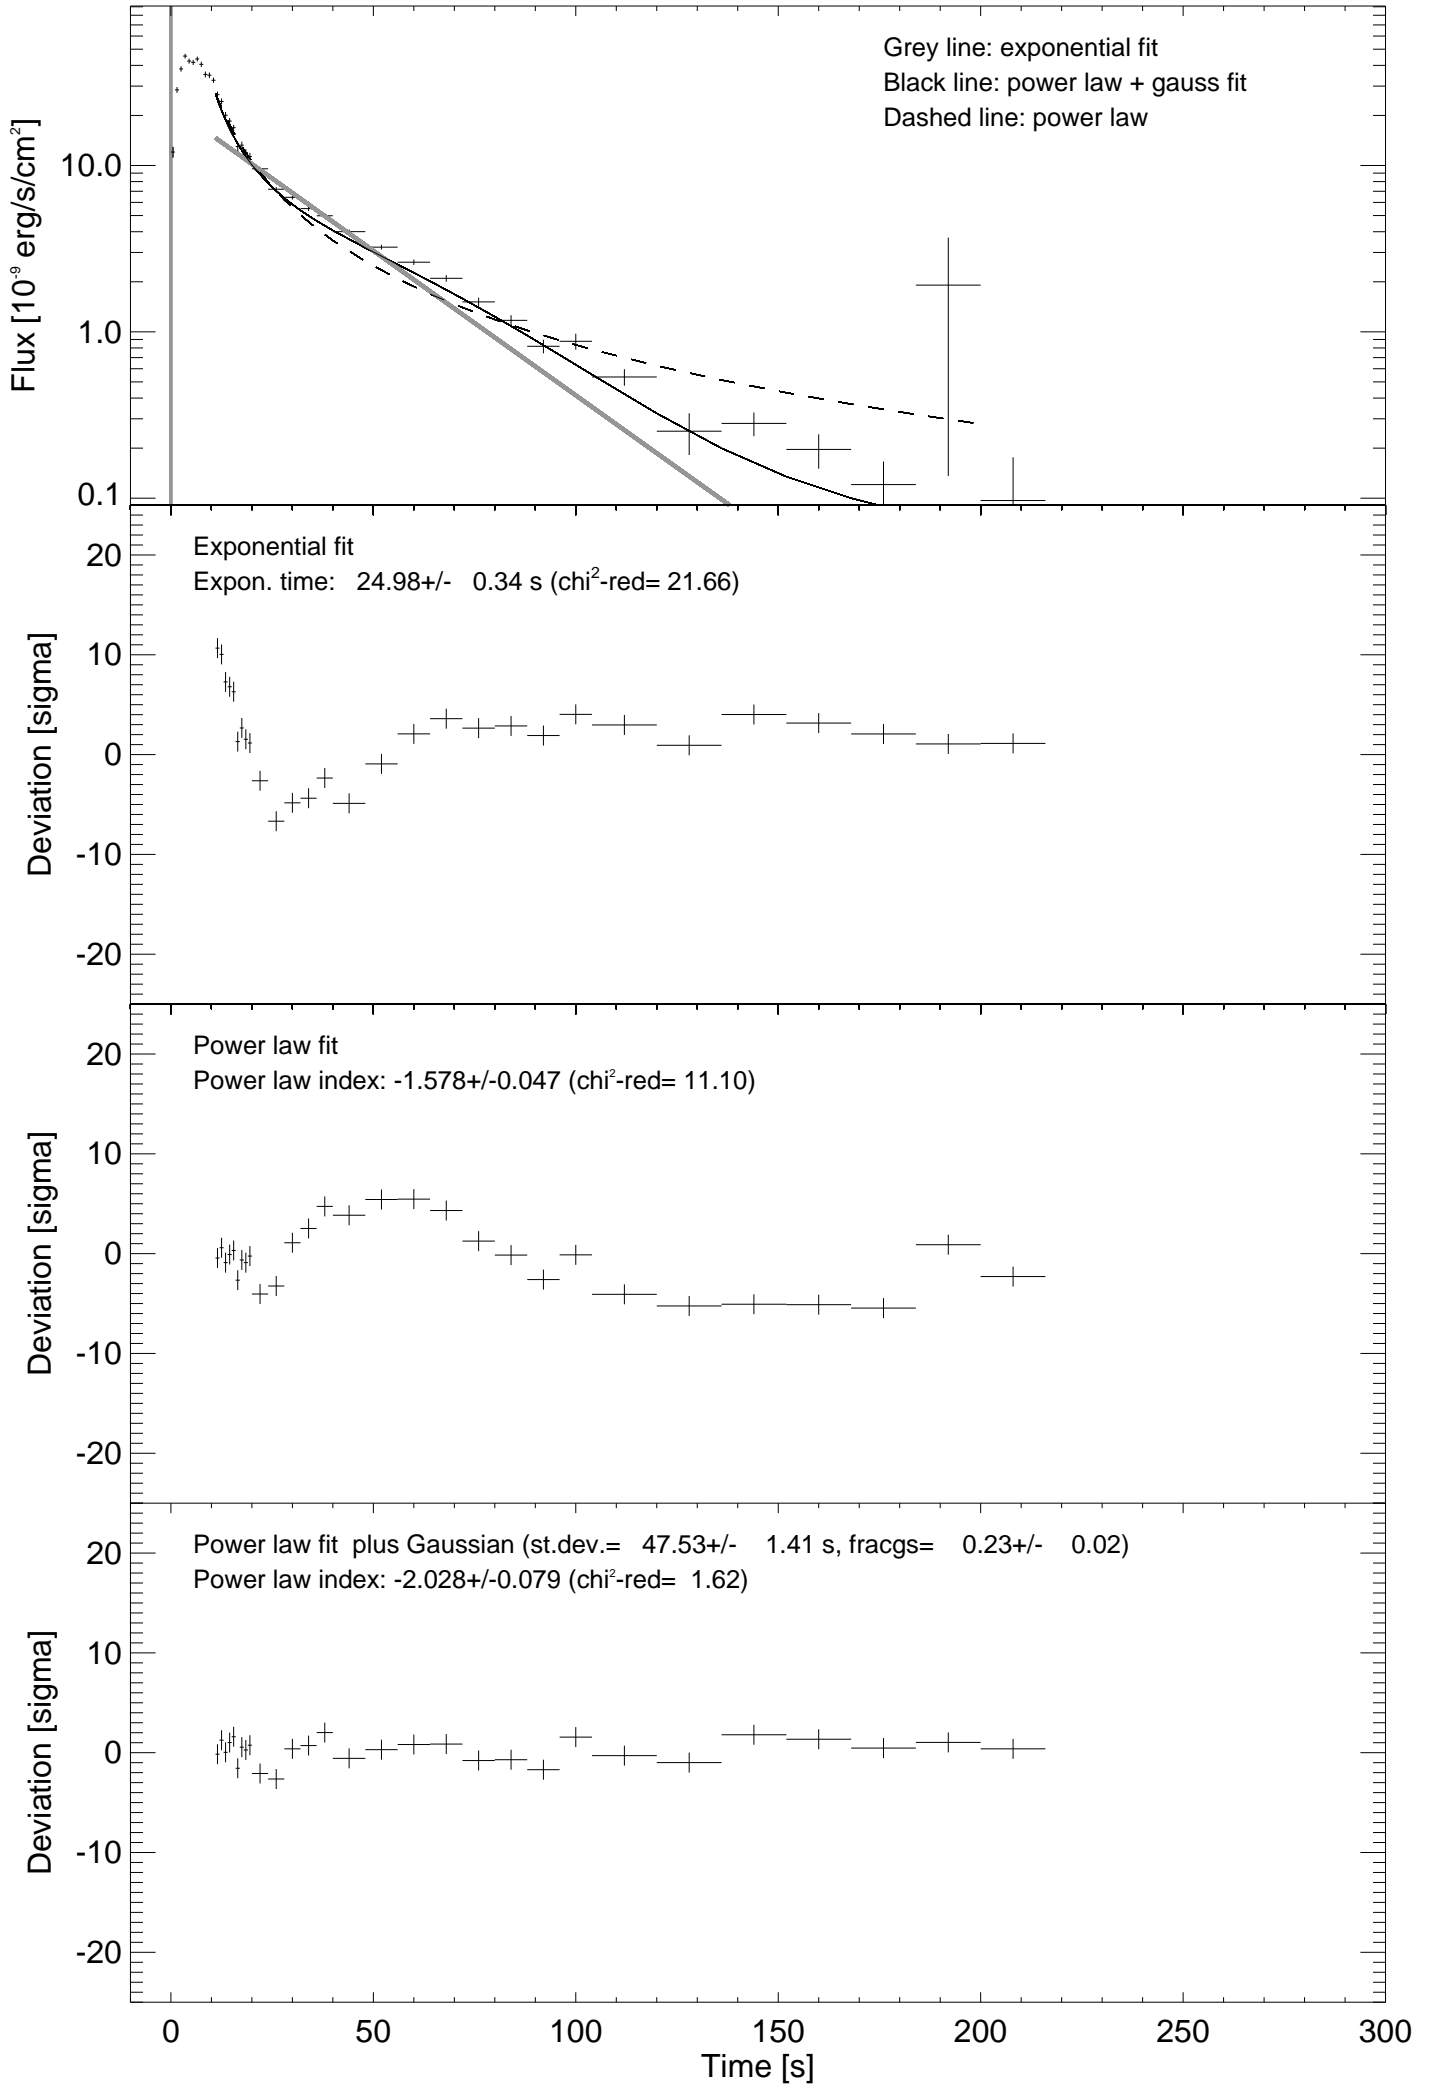 Grey line: exponential fit
Black line: power law + gauss fit
Dashed line: power law
Flux [10⁻⁹ erg/s/cm²]
10.0
1.0
0.1
Exponential fit
Expon. time: 24.98+/- 0.34 s (chi²-red= 21.66)
Deviation [sigma]
20
10
0
-10
-20
Power law fit
Power law index: -1.578+/-0.047 (chi²-red= 11.10)
Deviation [sigma]
20
10
0
-10
-20
Power law fit plus Gaussian (st.dev.= 47.53+/- 1.41 s, fracgs= 0.23+/- 0.02)
Power law index: -2.028+/-0.079 (chi²-red= 1.62)
Deviation [sigma]
20
10
0
-10
-20
0 50 100 150 200 250 300
Time [s]